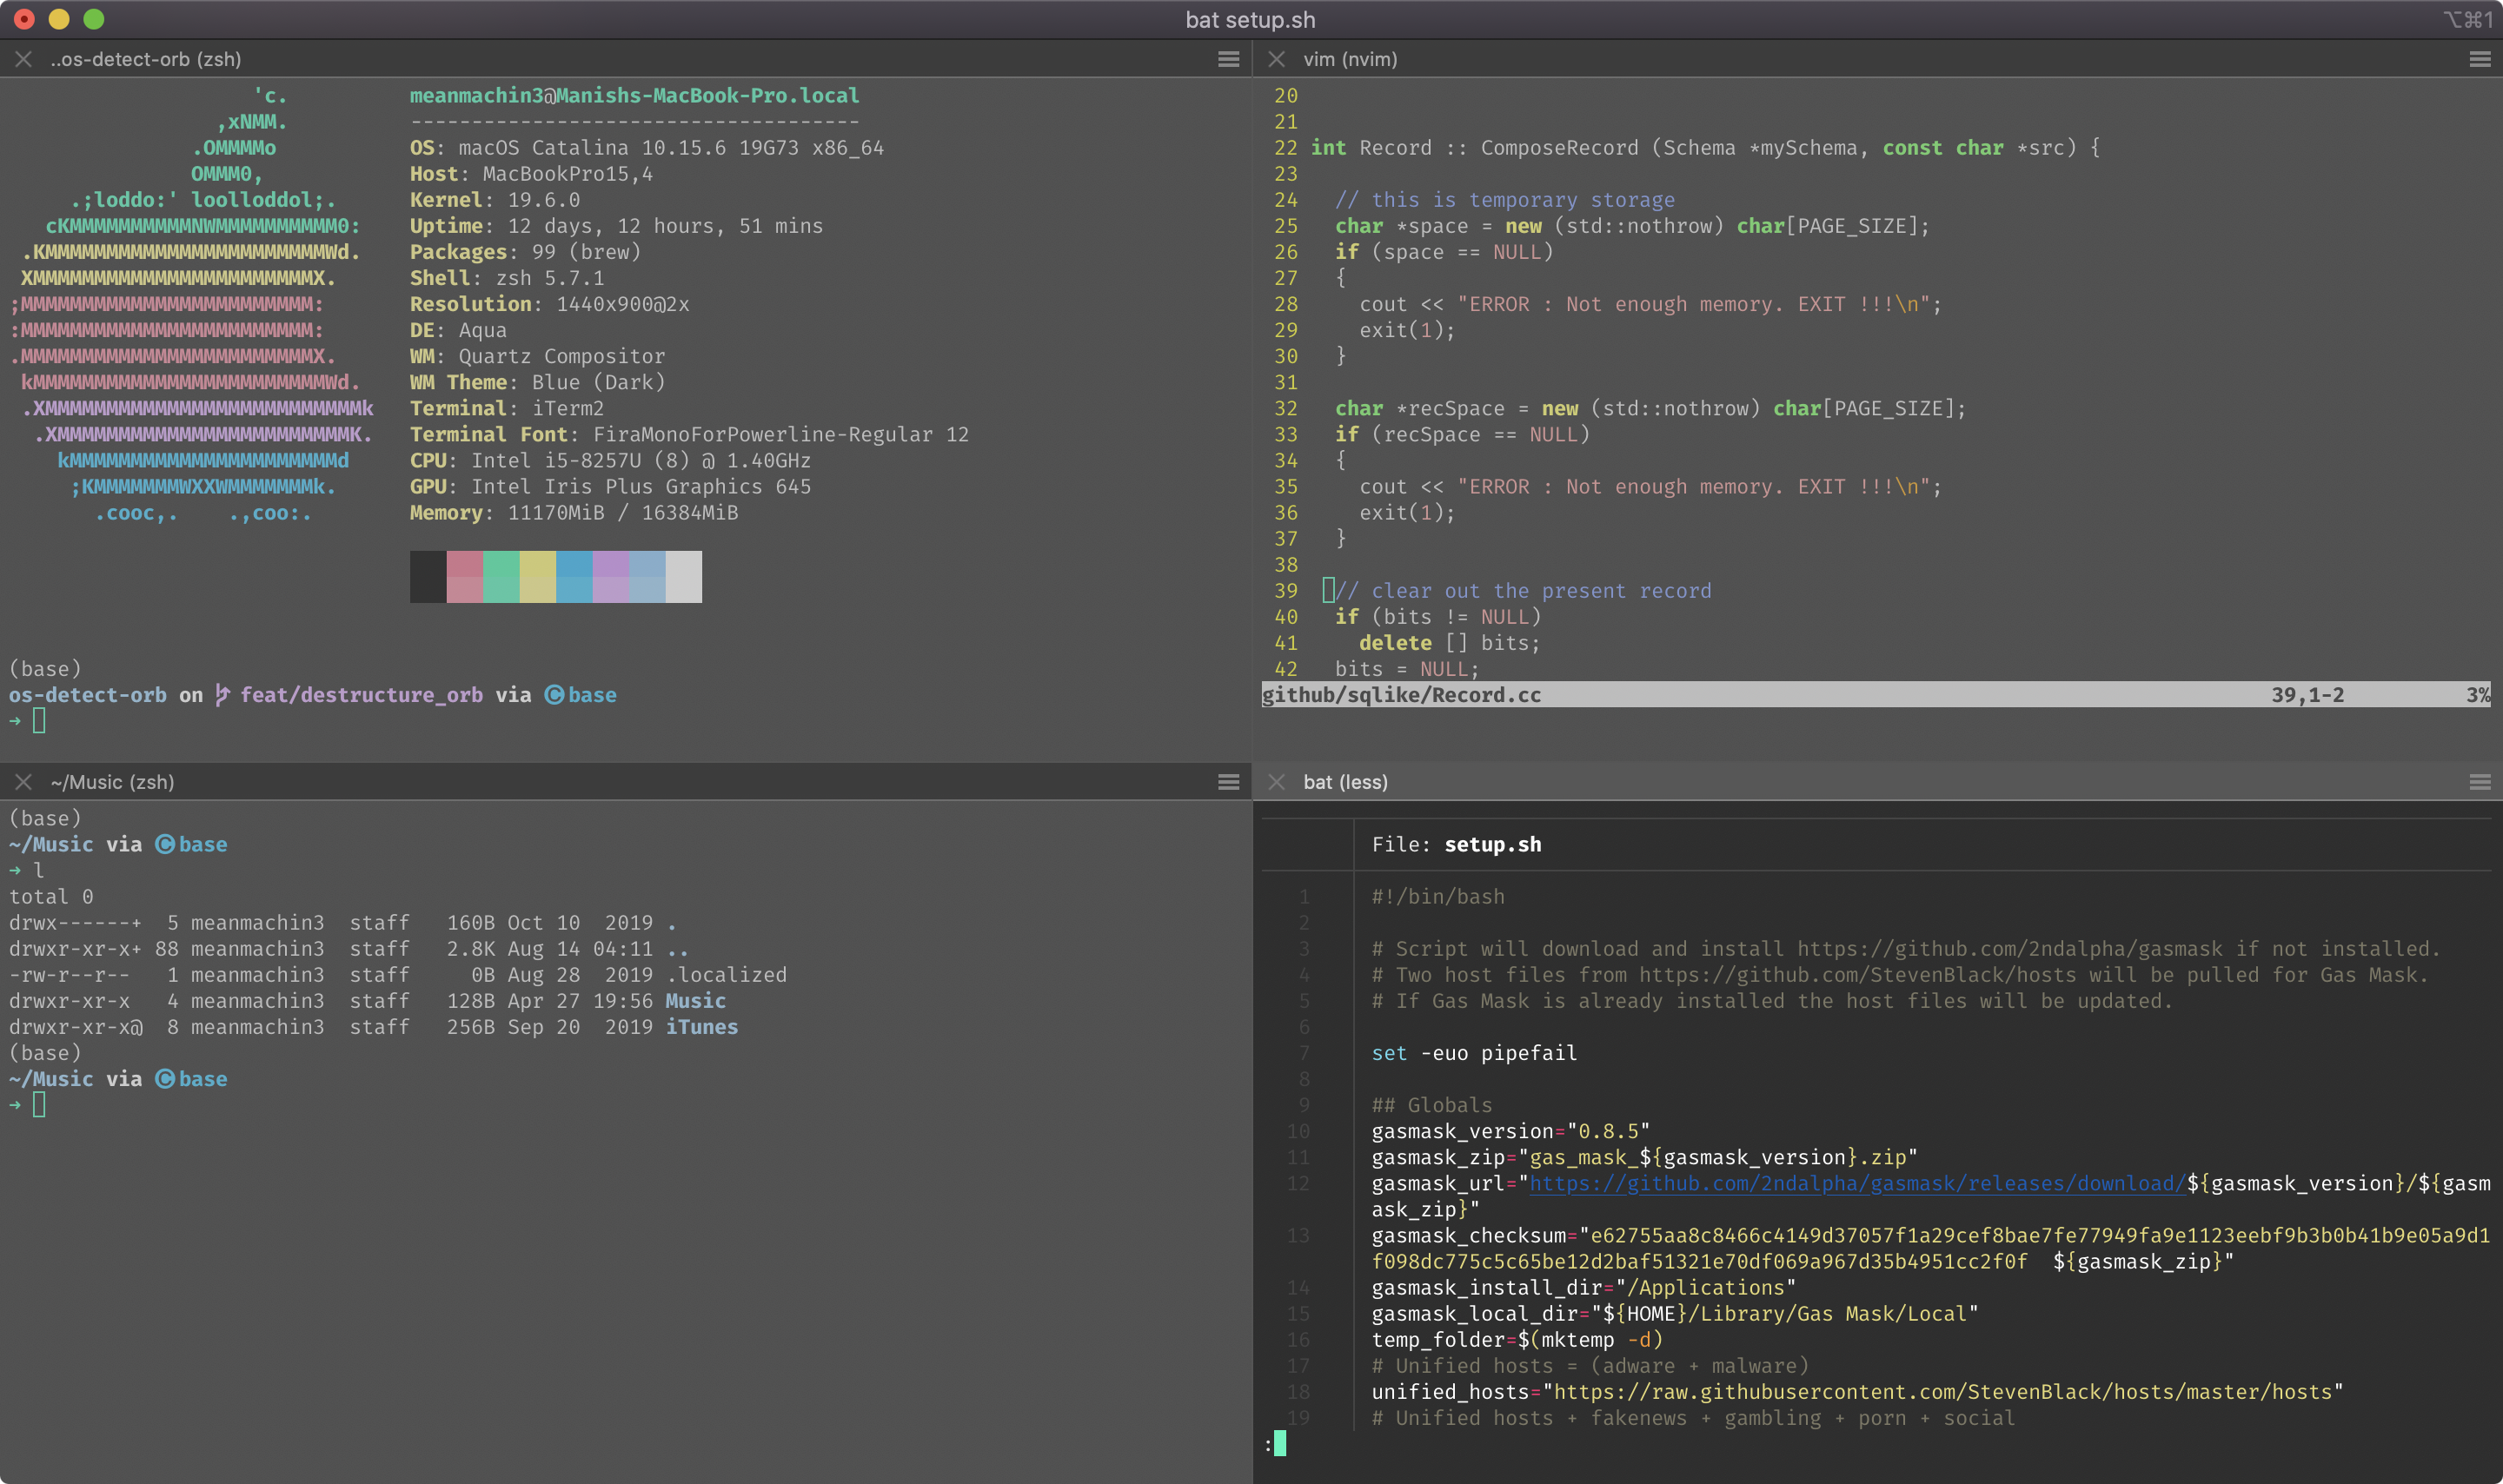 bat setup.sh
⌥⌘1
..os-detect-orb (zsh)
'c.
,xNMM.
.OMMMMo
OMMM0,
.;loddo:' loolloddol;.
cKMMMMMMMMMMNWMMMMMMMMMM0:
.KMMMMMMMMMMMMMMMMMMMMMMMWd.
XMMMMMMMMMMMMMMMMMMMMMMMX.
;MMMMMMMMMMMMMMMMMMMMMMMM:
:MMMMMMMMMMMMMMMMMMMMMMMM:
.MMMMMMMMMMMMMMMMMMMMMMMMX.
kMMMMMMMMMMMMMMMMMMMMMMMMWd.
.XMMMMMMMMMMMMMMMMMMMMMMMMMMk
.XMMMMMMMMMMMMMMMMMMMMMMMMK.
kMMMMMMMMMMMMMMMMMMMMMMd
;KMMMMMMMWXXWMMMMMMMk.
.cooc,.    .,coo:.
meanmachin3@Manishs-MacBook-Pro.local
-------------------------------------
OS: macOS Catalina 10.15.6 19G73 x86_64
Host: MacBookPro15,4
Kernel: 19.6.0
Uptime: 12 days, 12 hours, 51 mins
Packages: 99 (brew)
Shell: zsh 5.7.1
Resolution: 1440x900@2x
DE: Aqua
WM: Quartz Compositor
WM Theme: Blue (Dark)
Terminal: iTerm2
Terminal Font: FiraMonoForPowerline-Regular 12
CPU: Intel i5-8257U (8) @ 1.40GHz
GPU: Intel Iris Plus Graphics 645
Memory: 11170MiB / 16384MiB
(base)
os-detect-orb on feat/destructure_orb via ©base
→
vim (nvim)
20
21
22 int Record :: ComposeRecord (Schema *mySchema, const char *src) {
23
24   // this is temporary storage
25   char *space = new (std::nothrow) char[PAGE_SIZE];
26   if (space == NULL)
27   {
28     cout << "ERROR : Not enough memory. EXIT !!!\n";
29     exit(1);
30   }
31
32   char *recSpace = new (std::nothrow) char[PAGE_SIZE];
33   if (recSpace == NULL)
34   {
35     cout << "ERROR : Not enough memory. EXIT !!!\n";
36     exit(1);
37   }
38
39   // clear out the present record
40   if (bits != NULL)
41     delete [] bits;
42   bits = NULL;
github/sqlike/Record.cc 39,1-2 3%
~/Music (zsh)
(base)
~/Music via ©base
→ l
total 0
drwx------+  5 meanmachin3  staff   160B Oct 10  2019 .
drwxr-xr-x+ 88 meanmachin3  staff   2.8K Aug 14 04:11 ..
-rw-r--r--   1 meanmachin3  staff     0B Aug 28  2019 .localized
drwxr-xr-x   4 meanmachin3  staff   128B Apr 27 19:56 Music
drwxr-xr-x@  8 meanmachin3  staff   256B Sep 20  2019 iTunes
(base)
~/Music via ©base
→
bat (less)
File: setup.sh
1 #!/bin/bash
2
3 # Script will download and install https://github.com/2ndalpha/gasmask if not installed.
4 # Two host files from https://github.com/StevenBlack/hosts will be pulled for Gas Mask.
5 # If Gas Mask is already installed the host files will be updated.
6
7 set -euo pipefail
8
9 ## Globals
10 gasmask_version="0.8.5"
11 gasmask_zip="gas_mask_${gasmask_version}.zip"
12 gasmask_url="https://github.com/2ndalpha/gasmask/releases/download/${gasmask_version}/${gasm
ask_zip}"
13 gasmask_checksum="e62755aa8c8466c4149d37057f1a29cef8bae7fe77949fa9e1123eebf9b3b0b41b9e05a9d1
f098dc775c5c65be12d2baf51321e70df069a967d35b4951cc2f0f  ${gasmask_zip}"
14 gasmask_install_dir="/Applications"
15 gasmask_local_dir="${HOME}/Library/Gas Mask/Local"
16 temp_folder=$(mktemp -d)
17 # Unified hosts = (adware + malware)
18 unified_hosts="https://raw.githubusercontent.com/StevenBlack/hosts/master/hosts"
19 # Unified hosts + fakenews + gambling + porn + social
: